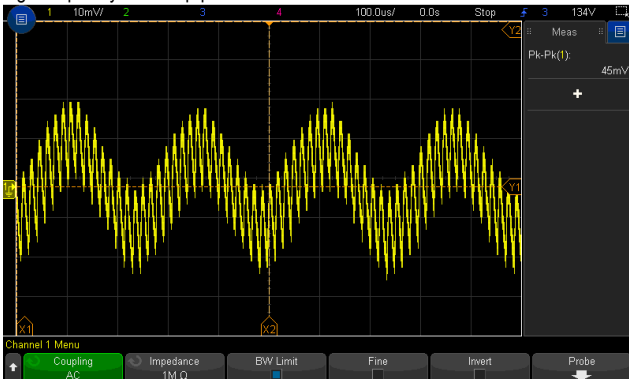 1 10mV/ 2 3 4 100.0us/ 0.0s Stop 3 134V
Y2
Meas
Pk-Pk(1):
45mV
+
1
Y1
X1 X2
Channel 1 Menu
Coupling Impedance BW Limit Fine Invert Probe
AC 1M Ω